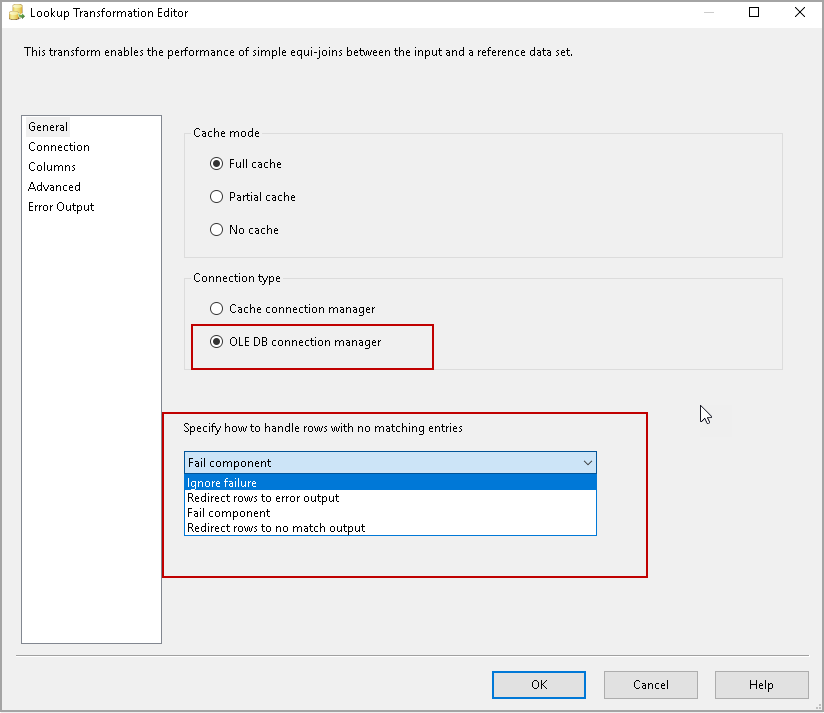 Lookup Transformation Editor
This transform enables the performance of simple equi-joins between the input and a reference data set.
General
Connection
Columns
Advanced
Error Output
Cache mode
Full cache
Partial cache
No cache
Connection type
Cache connection manager
OLE DB connection manager
Specify how to handle rows with no matching entries
Fail component
Ignore failure
Redirect rows to error output
Fail component
Redirect rows to no match output
OK
Cancel
Help